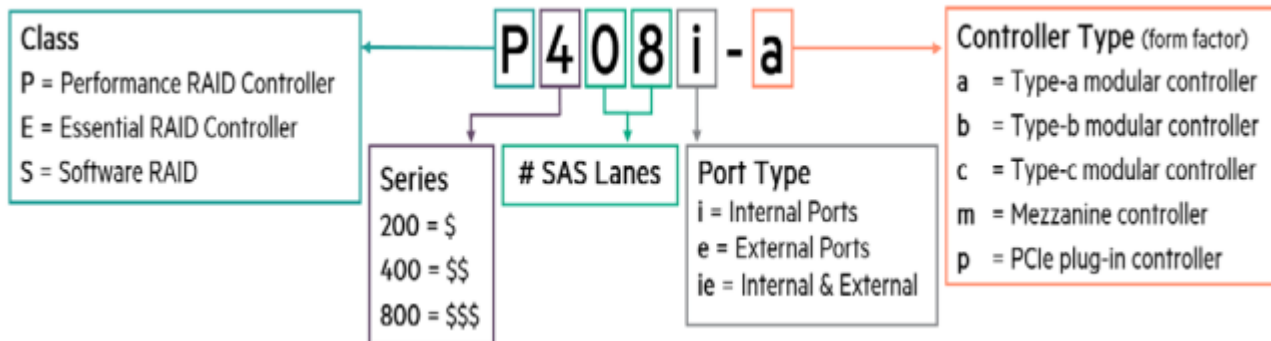 P408i-a
Class
P = Performance RAID Controller
E = Essential RAID Controller
S = Software RAID
Series
200 = $
400 = $$
800 = $$$
# SAS Lanes
Port Type
i = Internal Ports
e = External Ports
ie = Internal & External
Controller Type (form factor)
a = Type-a modular controller
b = Type-b modular controller
c = Type-c modular controller
m = Mezzanine controller
p = PCIe plug-in controller